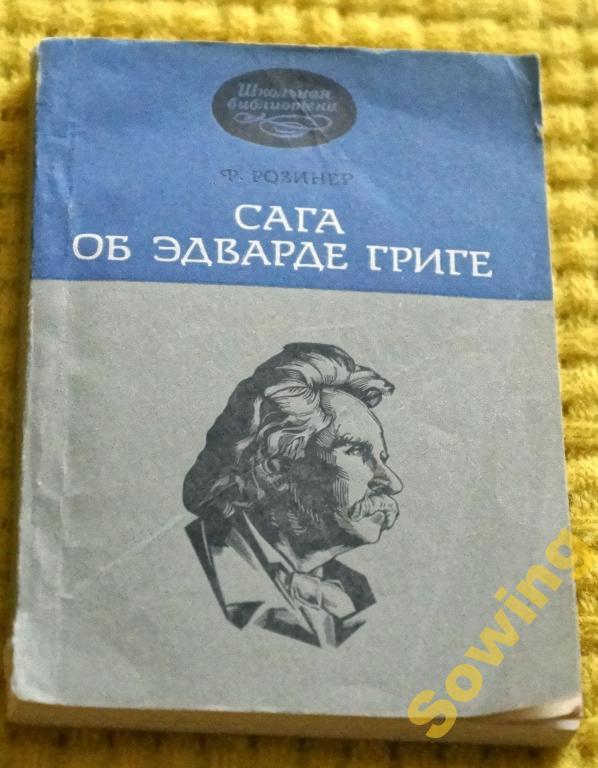 Школьная
библиотека
Ф. РОЗИНЕР
САГА
ОБ ЭДВАРДЕ ГРИГЕ
Sowing